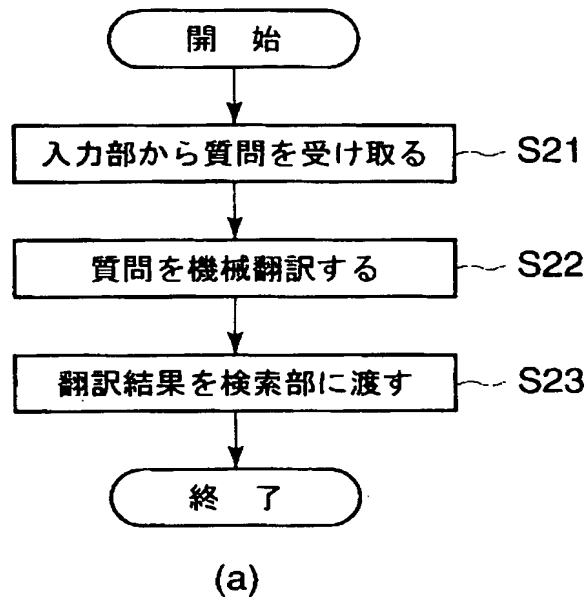 開 始
入力部から質問を受け取る S21
質問を機械翻訳する S22
翻訳結果を検索部に渡す S23
終 了
(a)